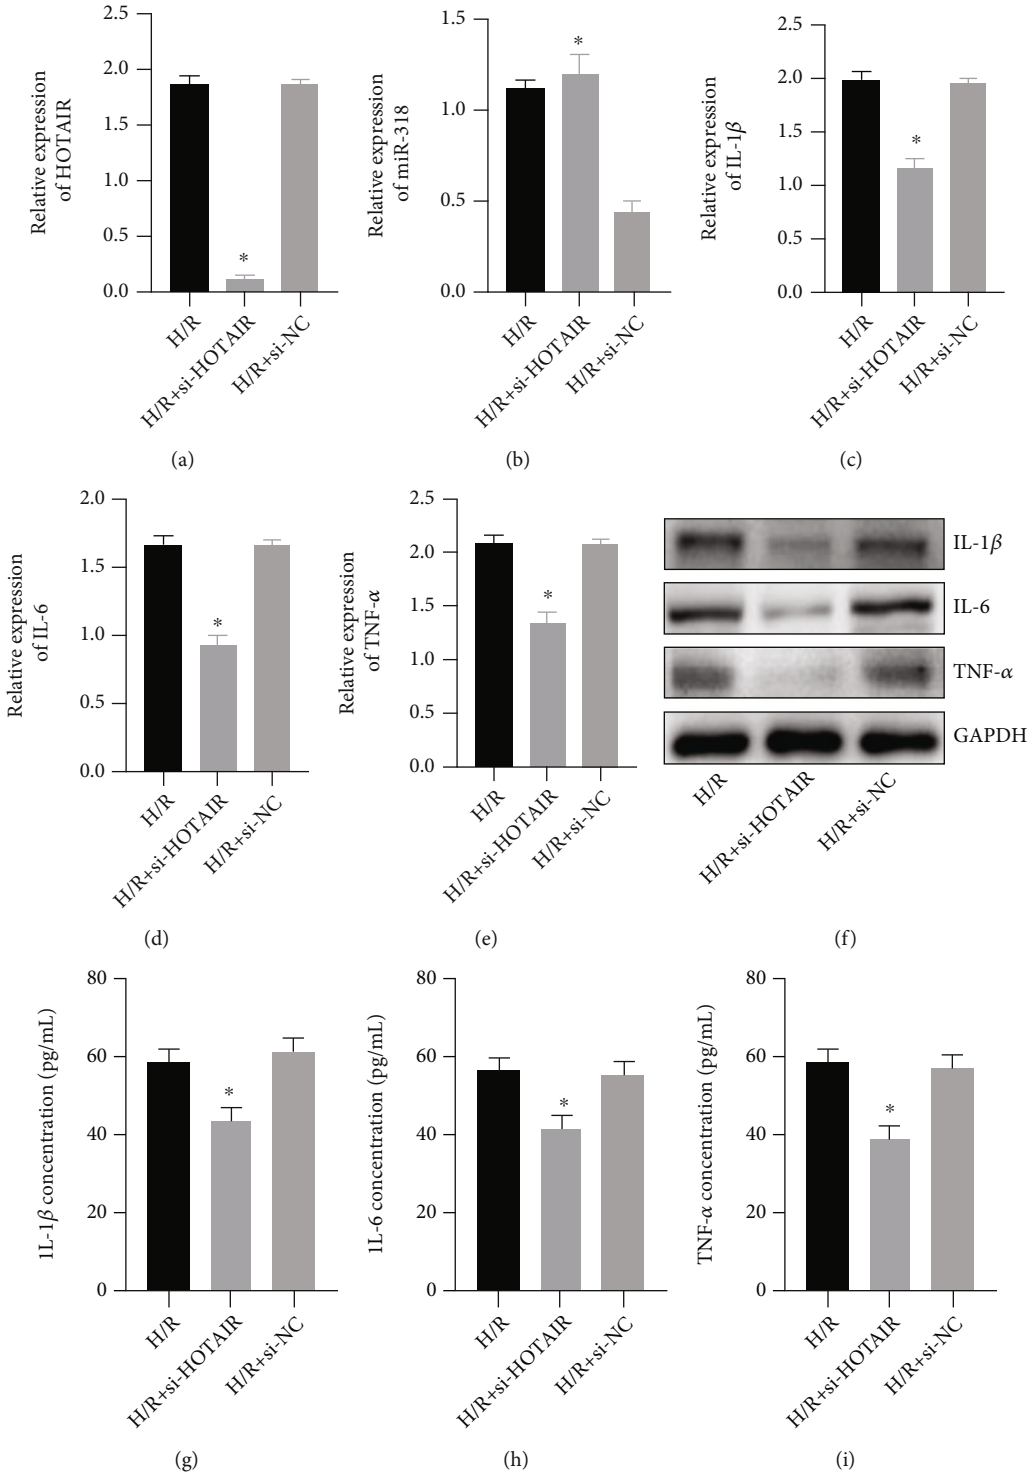 Relative expression
of HOTAIR
2.5
2.0
1.5
1.0
0.5
0.0
*
H/R
H/R+si-HOTAIR
H/R+si-NC
(a)
Relative expression
of miR-318
1.5
1.0
0.5
0.0
*
H/R
H/R+si-HOTAIR
H/R+si-NC
(b)
Relative expression
of IL-1β
2.5
2.0
1.5
1.0
0.5
0.0
*
H/R
H/R+si-HOTAIR
H/R+si-NC
(c)
Relative expression
of IL-6
2.0
1.5
1.0
0.5
0.0
*
H/R
H/R+si-HOTAIR
H/R+si-NC
(d)
Relative expression
of TNF-α
2.5
2.0
1.5
1.0
0.5
0.0
*
H/R
H/R+si-HOTAIR
H/R+si-NC
(e)
IL-1β
IL-6
TNF-α
GAPDH
H/R
H/R+si-HOTAIR
H/R+si-NC
(f)
1L-1β concentration (pg/mL)
80
60
40
20
0
*
H/R
H/R+si-HOTAIR
H/R+si-NC
(g)
1L-6 concentration (pg/mL)
80
60
40
20
0
*
H/R
H/R+si-HOTAIR
H/R+si-NC
(h)
TNF-α concentration (pg/mL)
80
60
40
20
0
*
H/R
H/R+si-HOTAIR
H/R+si-NC
(i)